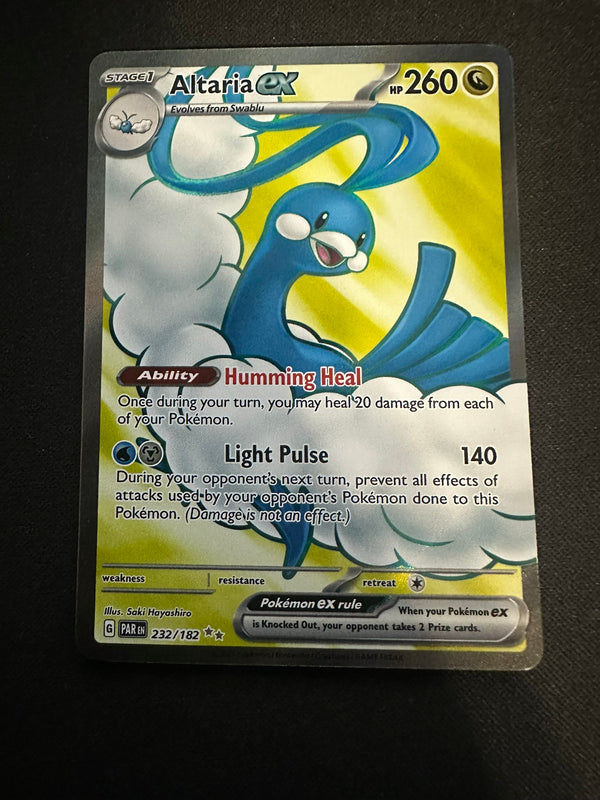 STAGE 1 Altaria ex HP 260
Evolves from Swablu
Ability Humming Heal
Once during your turn, you may heal 20 damage from each
of your Pokémon.
Light Pulse 140
During your opponent's next turn, prevent all effects of
attacks used by your opponent's Pokémon done to this
Pokémon. (Damage is not an effect.)
weakness resistance retreat
Illus. Saki Hayashiro
Pokémon ex rule When your Pokémon ex
is Knocked Out, your opponent takes 2 Prize cards.
G PAR EN 232/182